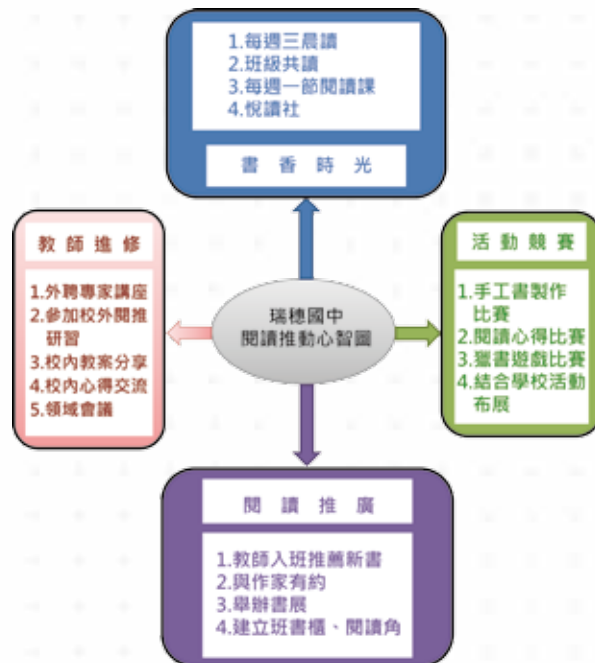 1.每週三晨讀
2.班級共讀
3.每週一節閱讀課
4.悅讀社
書香時光
教師進修
1.外聘專家講座
2.參加校外閱推
研習
3.校內教案分享
4.校內心得交流
5.領域會議
瑞穗國中
閱讀推動心智圖
活動競賽
1.手工書製作
比賽
2.閱讀心得比賽
3.獵書遊戲比賽
4.結合學校活動
布展
閱讀推廣
1.教師入班推薦新書
2.與作家有約
3.舉辦書展
4.建立班書櫃、閱讀角